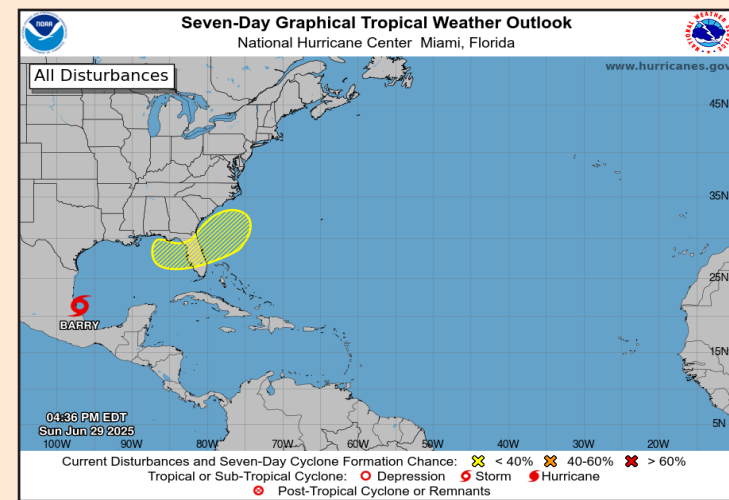 Seven-Day Graphical Tropical Weather Outlook
National Hurricane Center Miami, Florida
NOAA
All Disturbances
www.hurricanes.gov
45N
35N
25N
BARRY
15N
04:36 PM EDT
Sun Jun 29 2025
5N
100W 90W 80W 70W 60W 50W 40W 30W 20W
Current Disturbances and Seven-Day Cyclone Formation Chance: < 40% 40-60% > 60%
Tropical or Sub-Tropical Cyclone: Depression Storm Hurricane
Post-Tropical Cyclone or Remnants